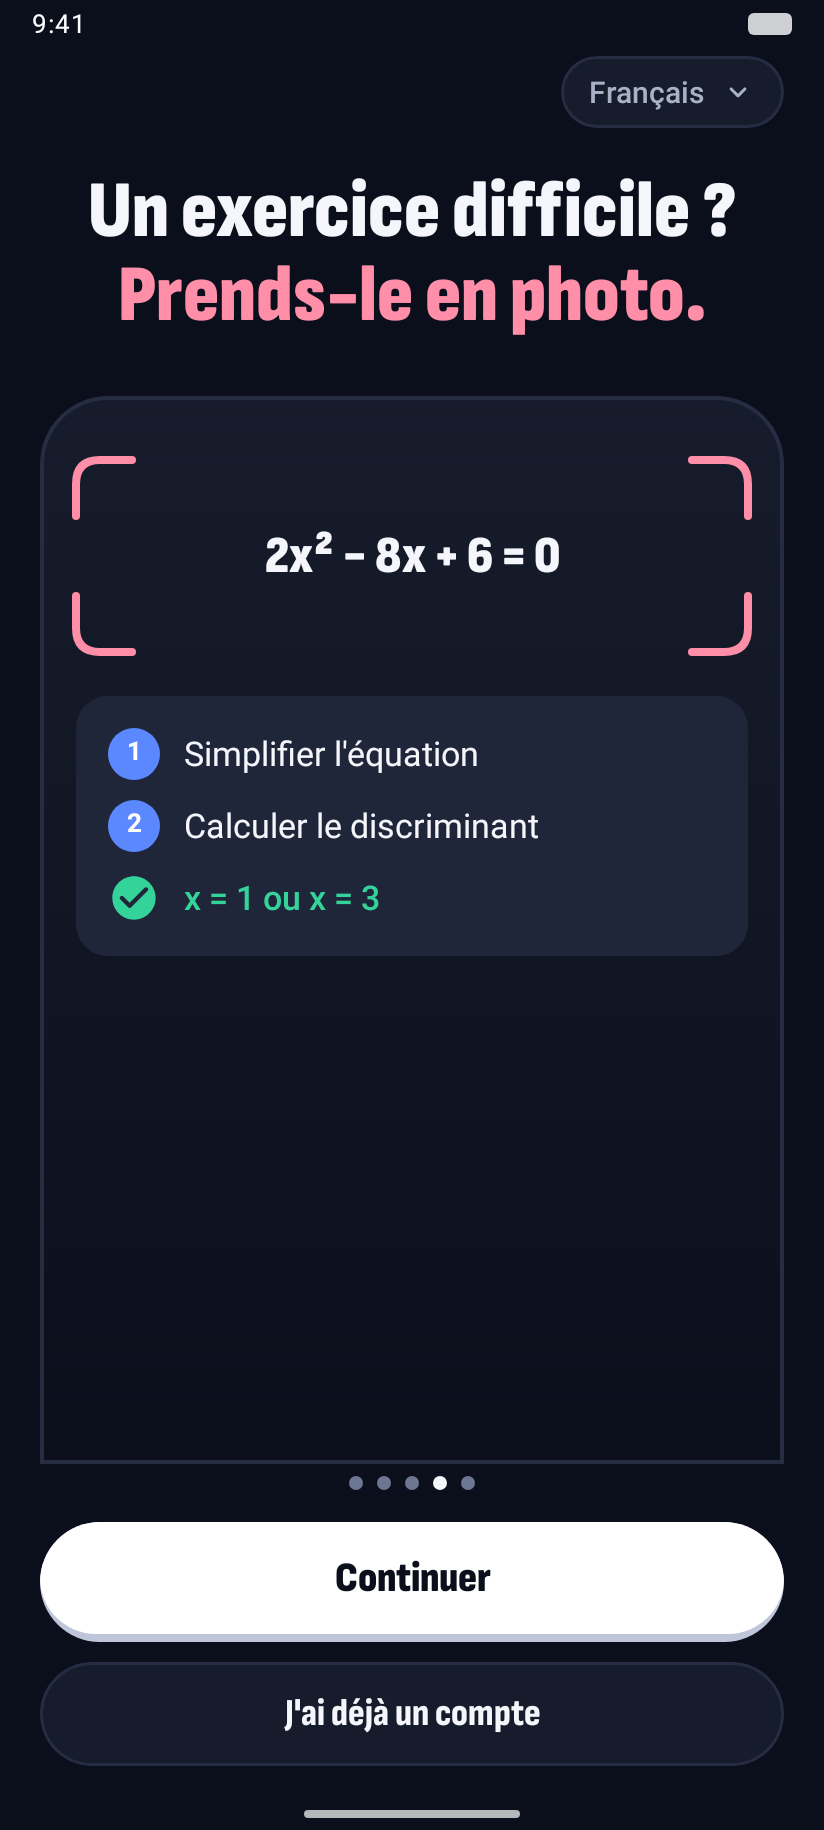 9:41
Français
Un exercice difficile ?
Prends-le en photo.
2x² - 8x + 6 = 0
1 Simplifier l'équation
2 Calculer le discriminant
x = 1 ou x = 3
Continuer
J'ai déjà un compte